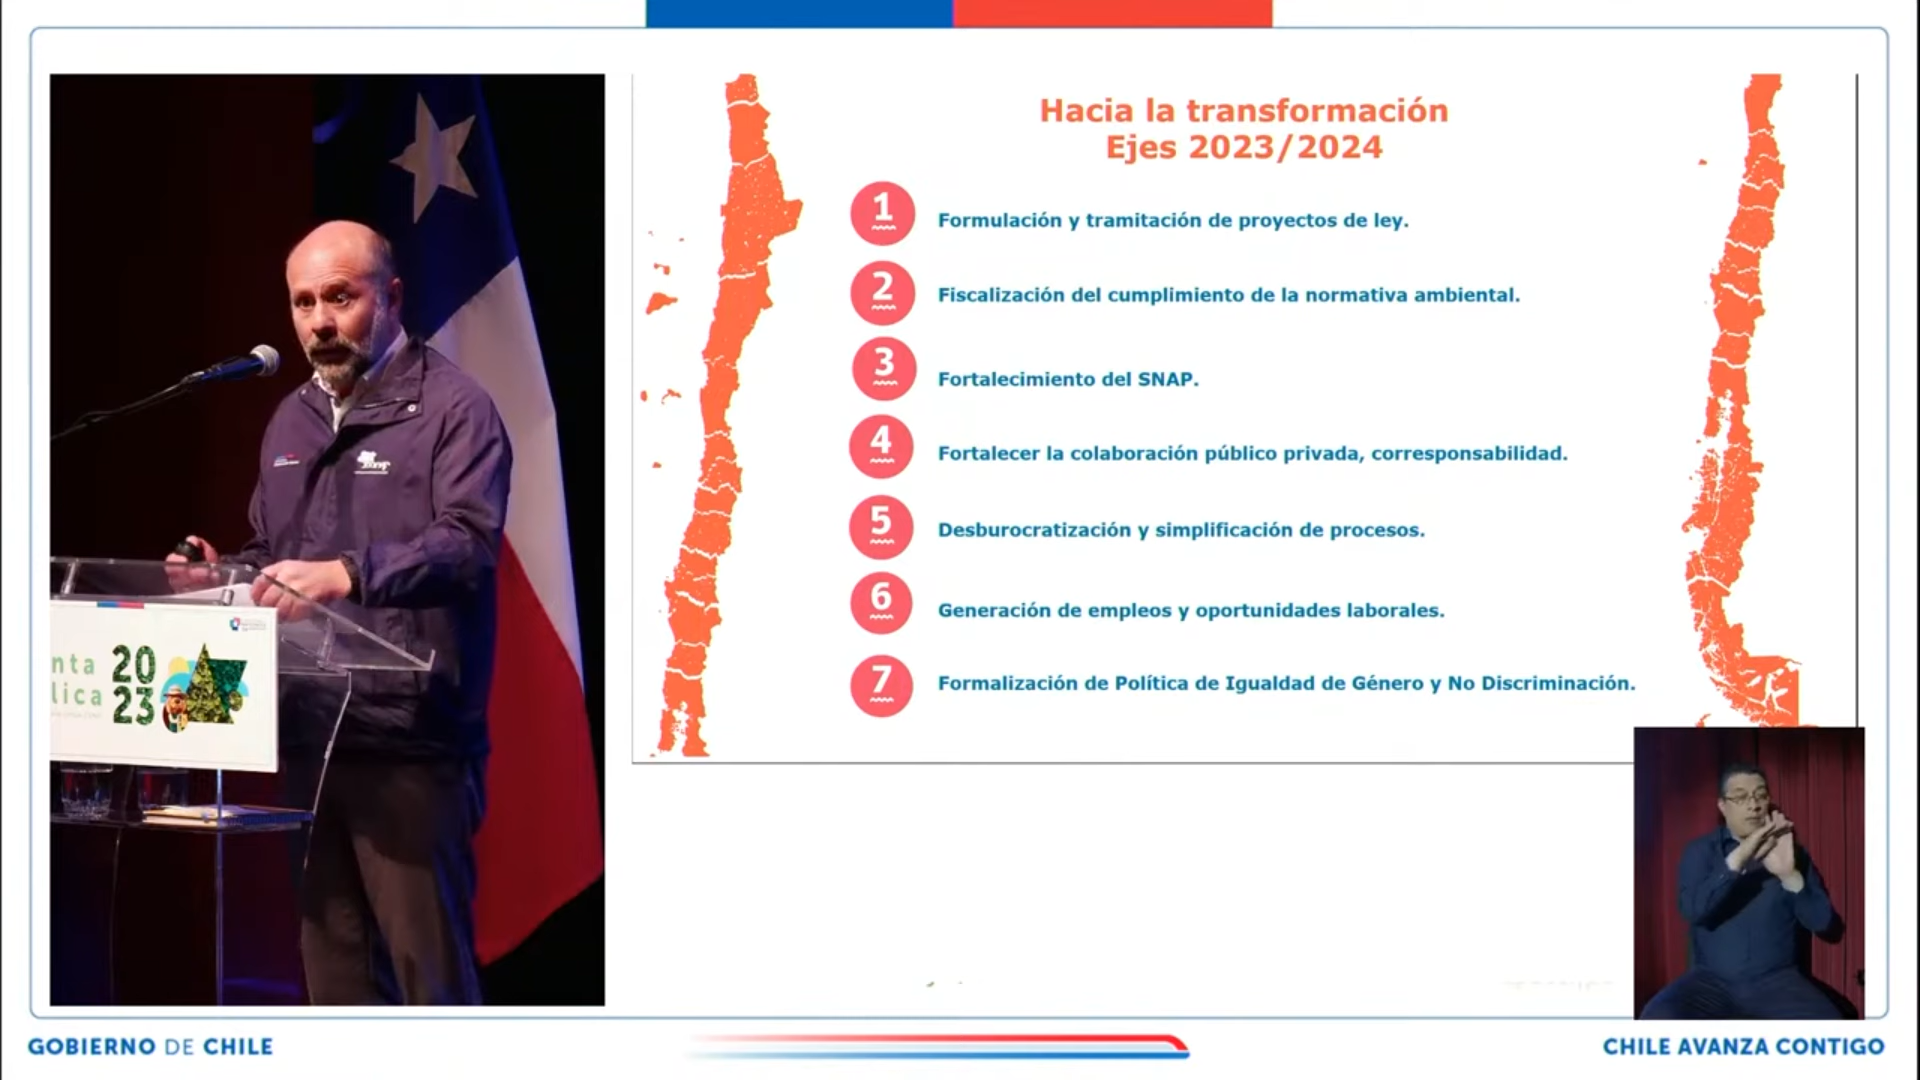 Hacia la transformación
Ejes 2023/2024
1 Formulación y tramitación de proyectos de ley.
2 Fiscalización del cumplimiento de la normativa ambiental.
3 Fortalecimiento del SNAP.
4 Fortalecer la colaboración público privada, corresponsabilidad.
5 Desburocratización y simplificación de procesos.
6 Generación de empleos y oportunidades laborales.
7 Formalización de Política de Igualdad de Género y No Discriminación.
nta
lica
20
23
GOBIERNO DE CHILE
CHILE AVANZA CONTIGO